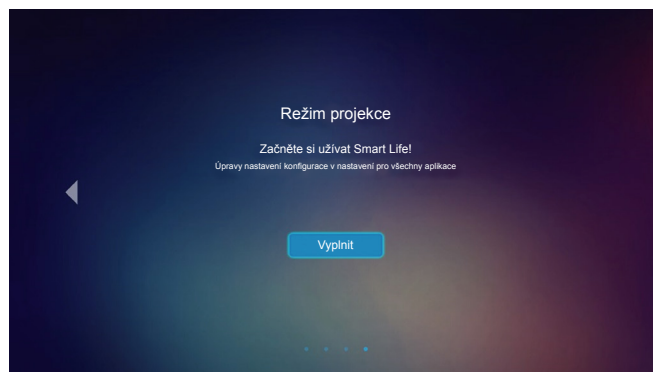 Režim projekce
Začněte si užívat Smart Life!
Úpravy nastavení konfigurace v nastavení pro všechny aplikace
Vyplnit